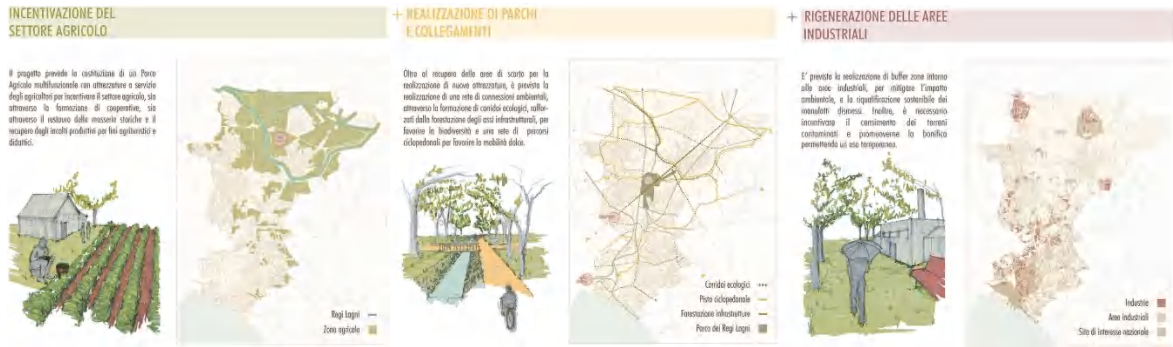 INCENTIVAZIONE DEL
SETTORE AGRICOLO
Il progetto prevede la costituzione di un Parco
Agricolo multifunzionale con attrezzature a servizio
degli agricoltori per incentivare il settore agricolo, sia
attraverso la formazione di cooperative, sia
attraverso il restauro delle masserie storiche e il
recupero degli incolti produttivi per fini agrituristici e
didattici.
Regi Lagni
Zona agricola
+ REALIZZAZIONE DI PARCHI
E COLLEGAMENTI
Oltre al recupero delle aree di scarto per la
realizzazione di nuove attrezzature, è prevista la
realizzazione di una rete di connessioni ambientali,
attraverso la formazione di corridoi ecologici, raffor-
zati dalla forestazione degli assi infrastrutturali, per
favorire la biodiversità e una rete di percorsi
ciclopedonali per favorire la mobilità dolce.
Corridoi ecologici
Pista ciclopedonale
Forestazione infrastrutture
Parco dei Regi Lagni
+ RIGENERAZIONE DELLE AREE
INDUSTRIALI
E' prevista la realizzazione di buffer zone intorno
alle aree industriali, per mitigare l'impatto
ambientale, e la riqualificazione sostenibile dei
manufatti dismessi. Inoltre, è necessario
incentivare il censimento dei terreni
contaminati e promuoverne la bonifica
permettendo un uso temporaneo.
Industrie
Aree industriali
Sito di interesse nazionale